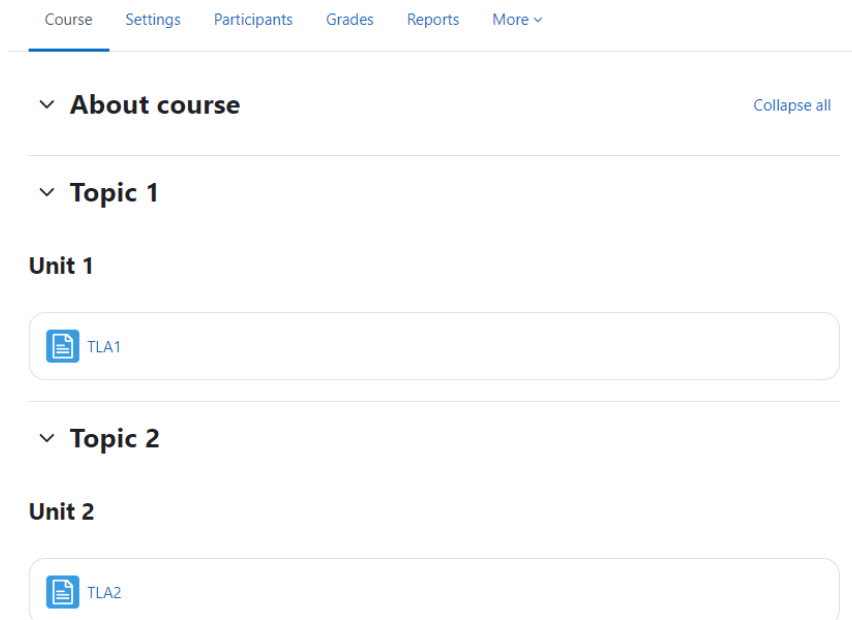 Course Settings Participants Grades Reports More
About course Collapse all
Topic 1
Unit 1
TLA1
Topic 2
Unit 2
TLA2